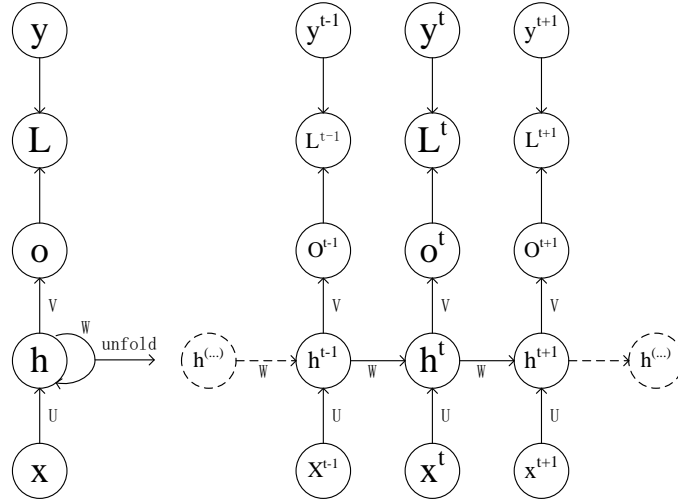 y y^{t-1} y^t y^{t+1}
L L^{t-1} L^t L^{t+1}
o O^{t-1} o^t O^{t+1}
V V V V
W
unfold
h h^{(...)} h^{t-1} h^t h^{t+1} h^{(...)}
W W W
U U U U
x X^{t-1} x^t x^{t+1}